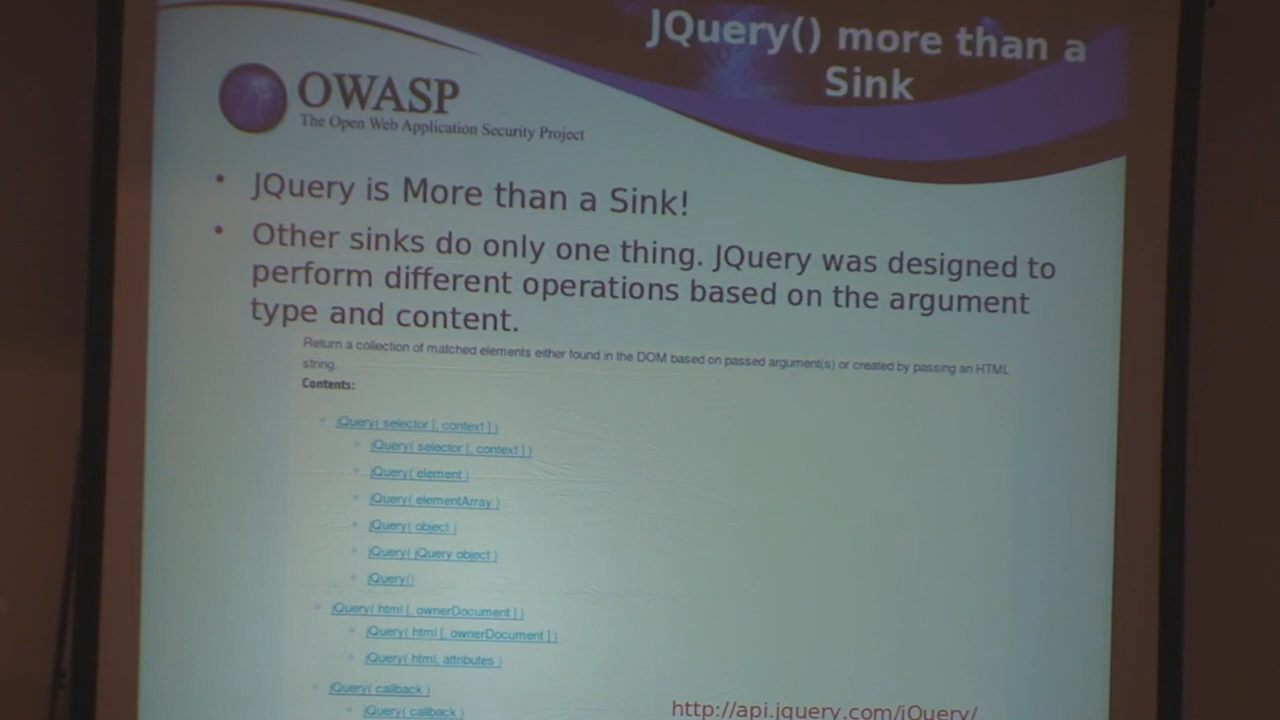 JQuery() more than a
Sink
OWASP
The Open Web Application Security Project
• JQuery is More than a Sink!
• Other sinks do only one thing. JQuery was designed to
perform different operations based on the argument
type and content.
Return a collection of matched elements either found in the DOM based on passed argument(s) or created by passing an HTML
string.
Contents:
jQuery( selector [, context ] )
jQuery( selector [, context ] )
jQuery( element )
jQuery( elementArray )
jQuery( object )
jQuery( jQuery object )
jQuery()
jQuery( html [, ownerDocument ] )
jQuery( html [, ownerDocument ] )
jQuery( html, attributes )
jQuery( callback )
jQuery( callback )
http://api.jquery.com/jQuery/